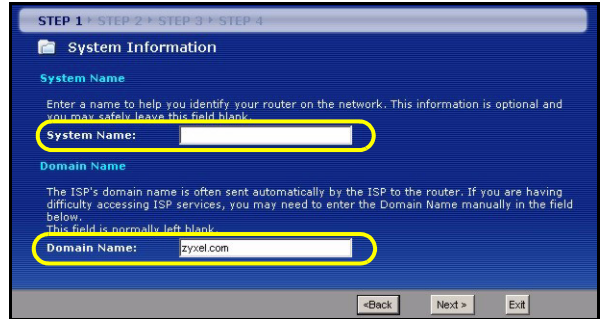 STEP 1 › STEP 2 › STEP 3 › STEP 4
System Information
System Name
Enter a name to help you identify your router on the network. This information is optional and
you may safely leave this field blank.
System Name:
Domain Name
The ISP's domain name is often sent automatically by the ISP to the router. If you are having
difficulty accessing ISP services, you may need to enter the Domain Name manually in the field
below.
This field is normally left blank.
Domain Name: zyxel.com
<Back Next > Exit